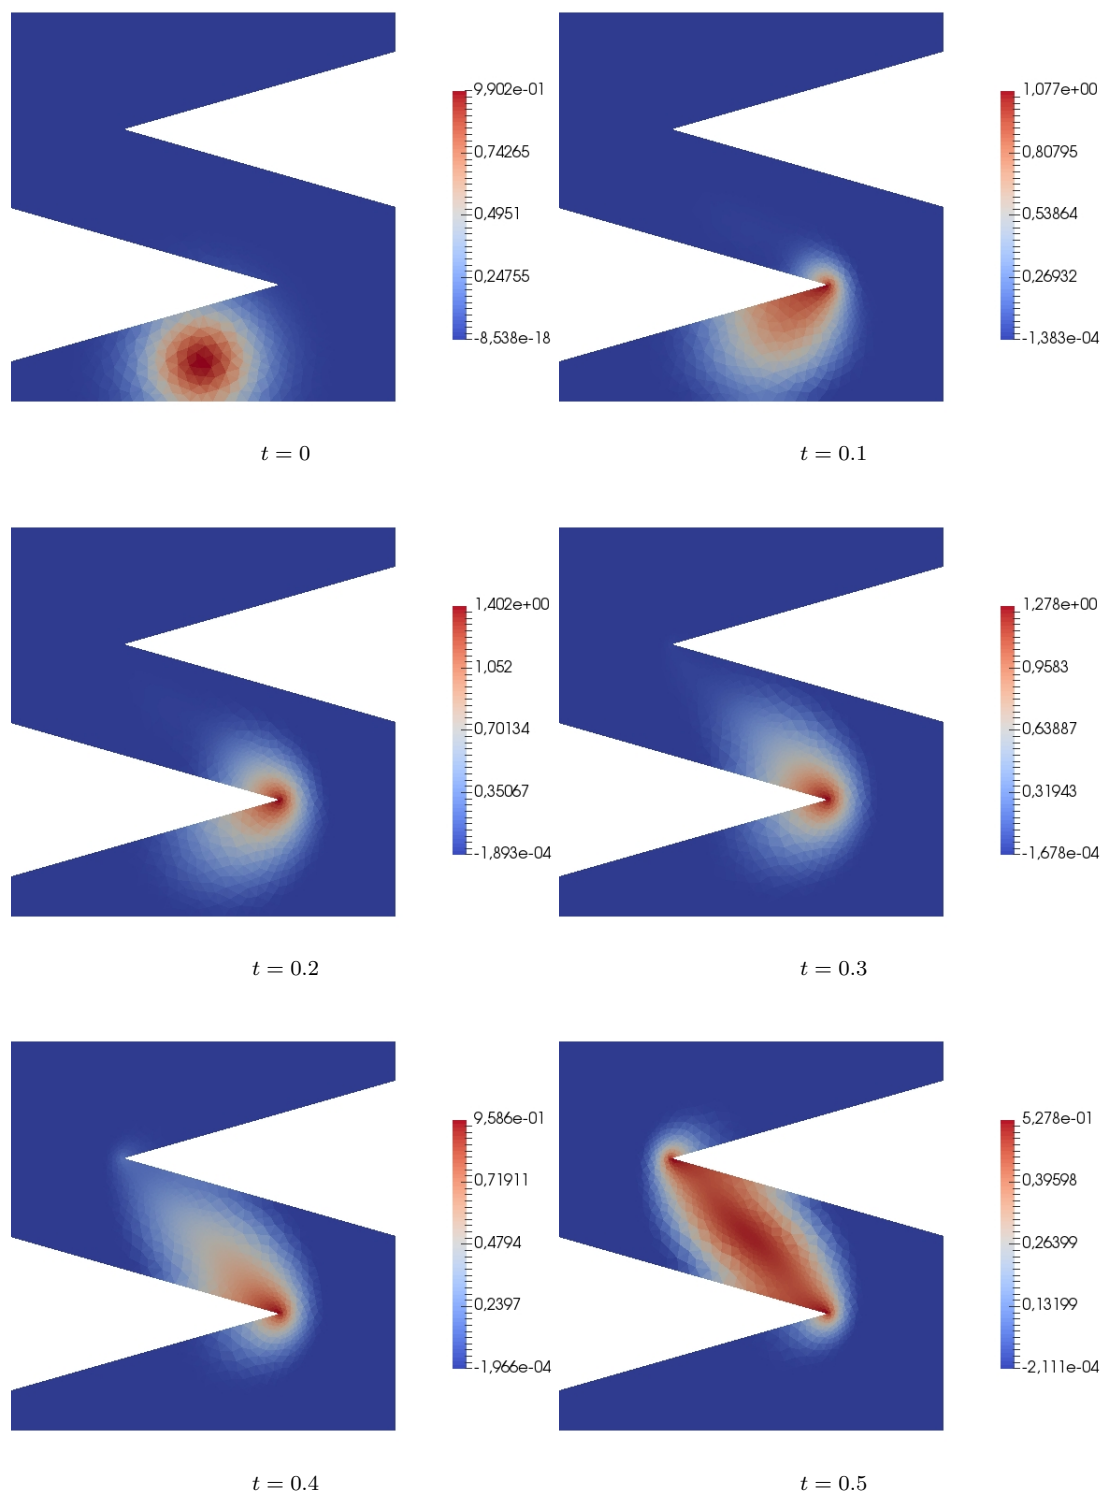 9,902e-01
0,74265
0,4951
0,24755
-8,538e-18
t = 0
1,077e+00
0,80795
0,53864
0,26932
-1,383e-04
t = 0.1
1,402e+00
1,052
0,70134
0,35067
-1,893e-04
t = 0.2
1,278e+00
0,9583
0,63887
0,31943
-1,678e-04
t = 0.3
9,586e-01
0,71911
0,4794
0,2397
-1,966e-04
t = 0.4
5,278e-01
0,39598
0,26399
0,13199
-2,111e-04
t = 0.5